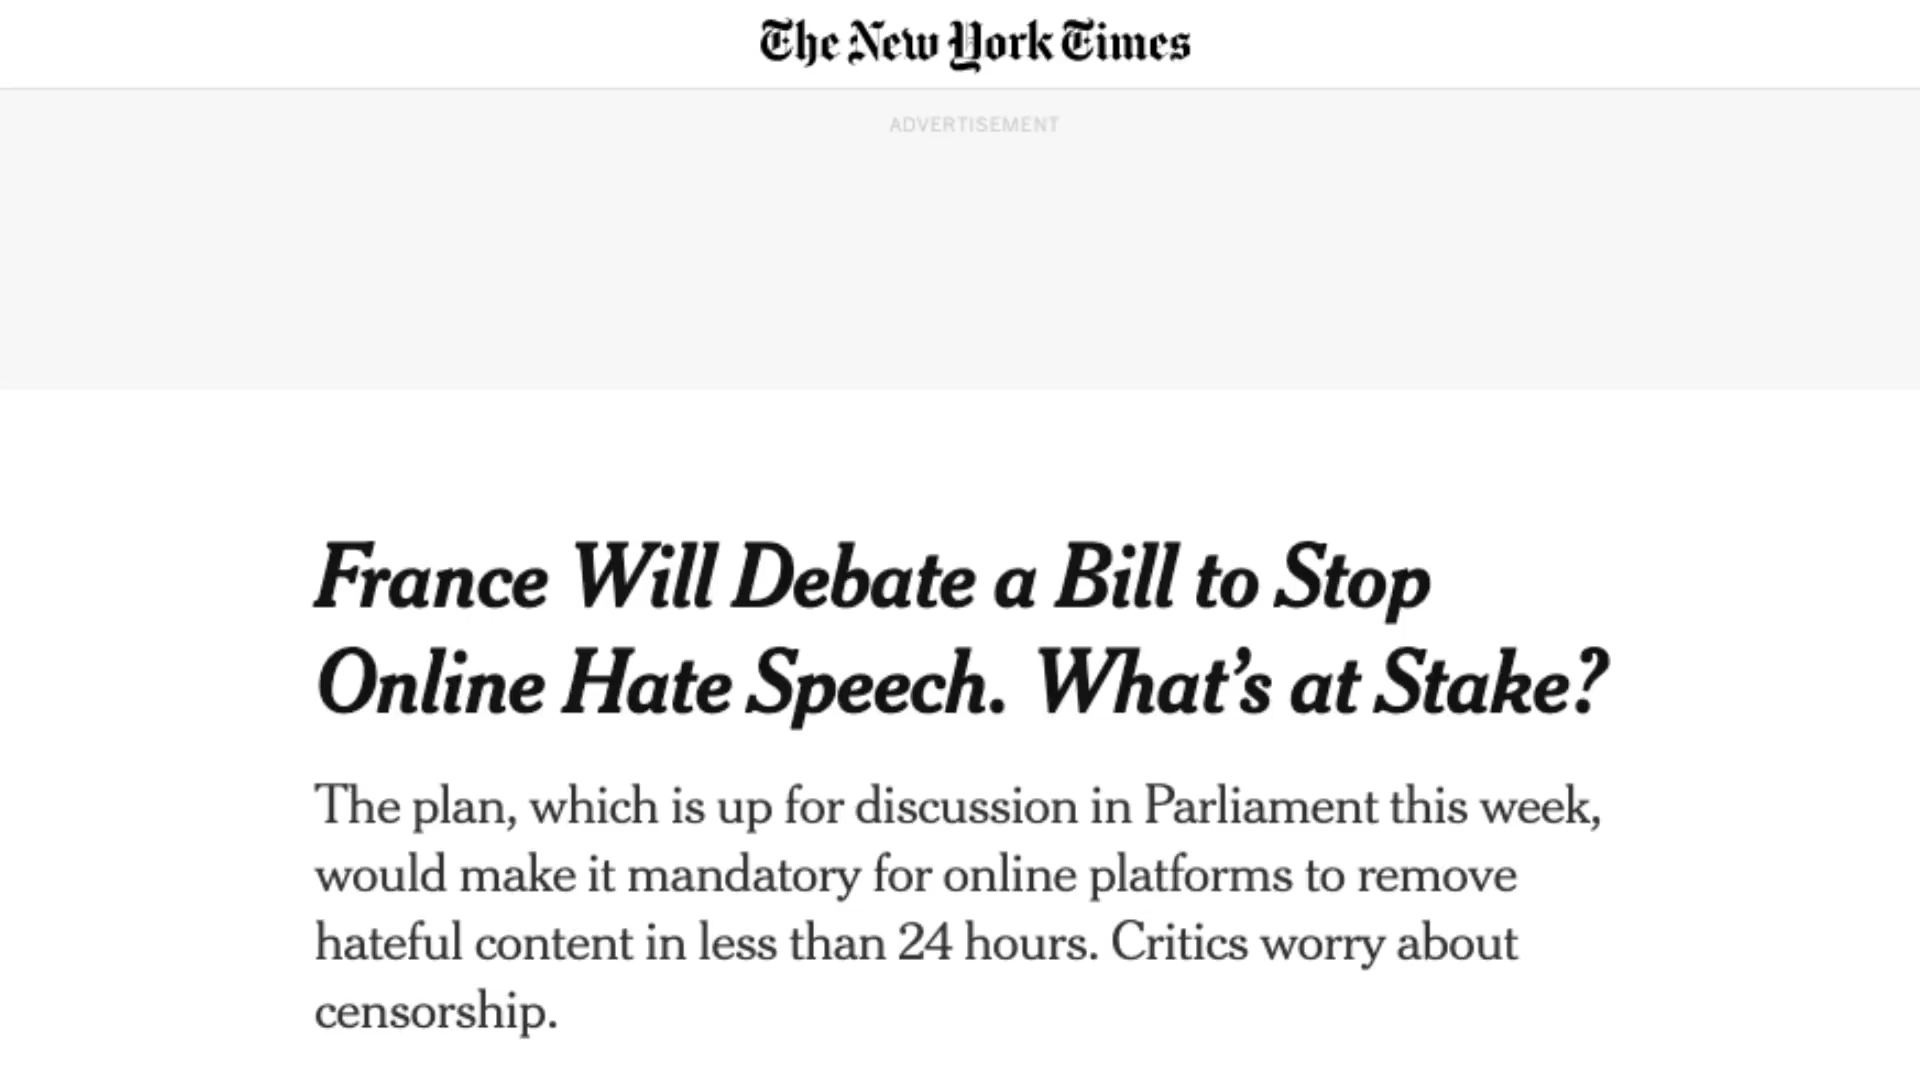 The New York Times
ADVERTISEMENT
France Will Debate a Bill to Stop
Online Hate Speech. What’s at Stake?
The plan, which is up for discussion in Parliament this week,
would make it mandatory for online platforms to remove
hateful content in less than 24 hours. Critics worry about
censorship.